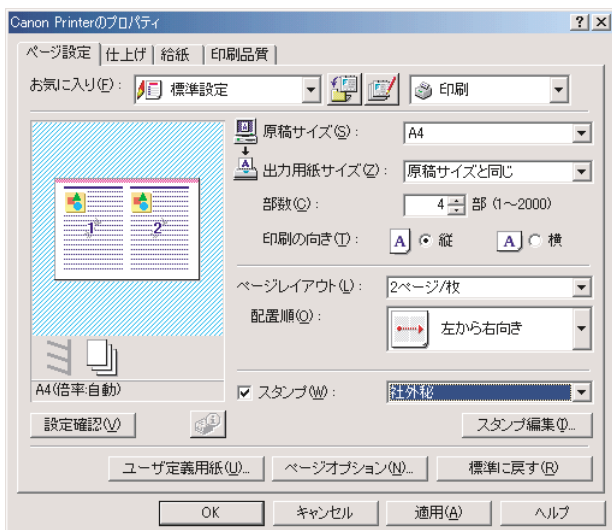 Canon Printerのプロパティ
ページ設定 仕上げ 給紙 印刷品質
お気に入り(F): 標準設定 印刷
原稿サイズ(S): A4
出力用紙サイズ(Z): 原稿サイズと同じ
部数(C): 4 部 (1～2000)
印刷の向き(T): A 縦 A 横
1 2
ページレイアウト(L): 2ページ/枚
配置順(O): 左から右向き
A4(倍率:自動)
スタンプ(W): 社外秘
設定確認(V) スタンプ編集(I)...
ユーザ定義用紙(U)... ページオプション(N)... 標準に戻す(R)
OK キャンセル 適用(A) ヘルプ